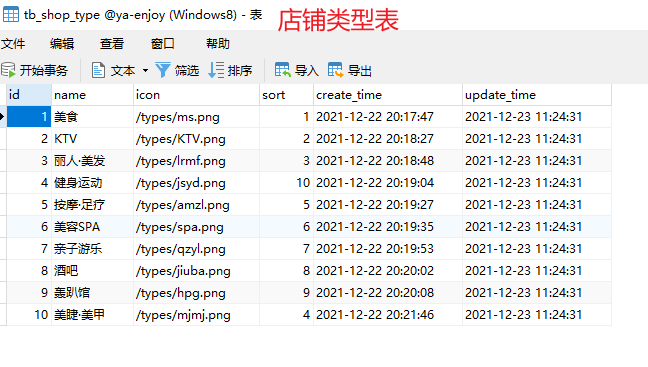 tb_shop_type @ya-enjoy (Windows8) - 表
店铺类型表
文件 编辑 查看 窗口 帮助
开始事务 文本 筛选 排序 导入 导出
id name icon sort create_time update_time
1 美食 /types/ms.png 1 2021-12-22 20:17:47 2021-12-23 11:24:31
2 KTV /types/KTV.png 2 2021-12-22 20:18:27 2021-12-23 11:24:31
3 丽人·美发 /types/lrmf.png 3 2021-12-22 20:18:48 2021-12-23 11:24:31
4 健身运动 /types/jsyd.png 10 2021-12-22 20:19:04 2021-12-23 11:24:31
5 按摩·足疗 /types/amzl.png 5 2021-12-22 20:19:27 2021-12-23 11:24:31
6 美容SPA /types/spa.png 6 2021-12-22 20:19:35 2021-12-23 11:24:31
7 亲子游乐 /types/qzyl.png 7 2021-12-22 20:19:53 2021-12-23 11:24:31
8 酒吧 /types/jiuba.png 8 2021-12-22 20:20:02 2021-12-23 11:24:31
9 轰趴馆 /types/hpg.png 9 2021-12-22 20:20:08 2021-12-23 11:24:31
10 美睫·美甲 /types/mjmj.png 4 2021-12-22 20:21:46 2021-12-23 11:24:31